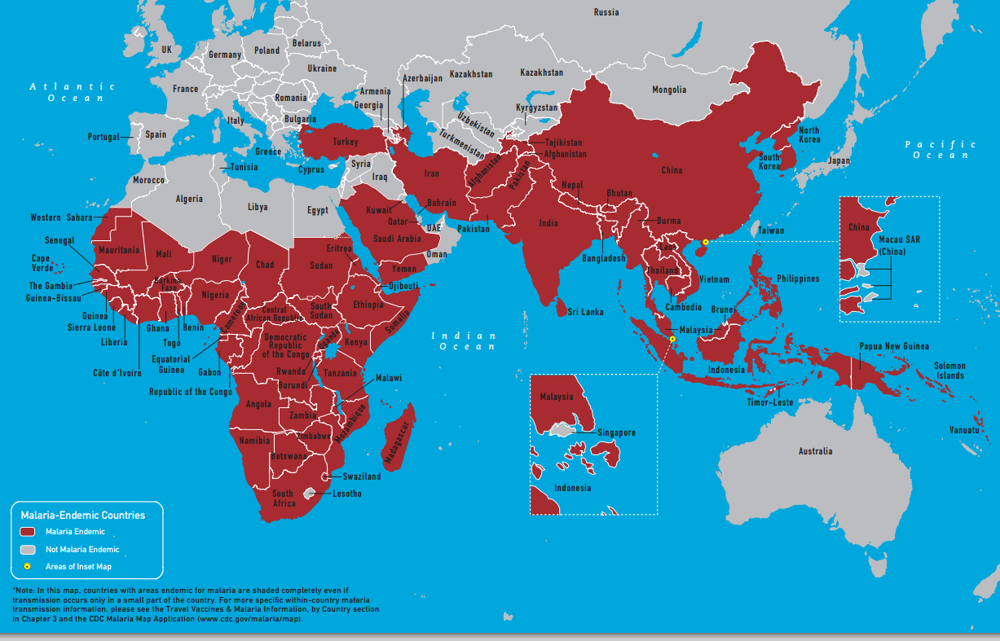 Russia
UK
Germany
Poland
Belarus
Ukraine
France
Romania
Italy
Bulgaria
Portugal
Spain
Greece
Atlantic
Ocean
Armenia
Georgia
Azerbaijan
Kazakhstan
Kazakhstan
Mongolia
Kyrgyzstan
Uzbekistan
Turkmenistan
Tajikistan
Afghanistan
Afghanistan
Pakistan
North
Korea
South
Korea
Japan
Pacific
Ocean
Turkey
Cyprus
Syria
Iraq
Iran
China
Tunisia
Morocco
Algeria
Libya
Egypt
Kuwait
Bahrain
Qatar
UAE
Saudi Arabia
Oman
Yemen
Pakistan
Nepal
Bhutan
India
Burma
Bangladesh
Laos
Thailand
Vietnam
Cambodia
Taiwan
Philippines
Sri Lanka
Brunei
Malaysia
Indonesia
Timor-Leste
Papua New Guinea
Solomon
Islands
Vanuatu
Australia
Western Sahara
Senegal
Mauritania
Mali
Niger
Chad
Sudan
Eritrea
Djibouti
Cape
Verde
The Gambia
Guinea-Bissau
Burkina
Faso
Nigeria
Guinea
Sierra Leone
Liberia
Ghana
Benin
Togo
Côte d'Ivoire
Cameroon
Central
African Republic
South
Sudan
Ethiopia
Somalia
Equatorial
Guinea
Gabon
Republic of the Congo
Democratic
Republic
of the Congo
Uganda
Kenya
Rwanda
Burundi
Tanzania
Malawi
Angola
Zambia
Mozambique
Zimbabwe
Namibia
Botswana
Madagascar
Swaziland
South
Africa
Lesotho
Indian
Ocean
China
Macau SAR
(China)
Malaysia
Singapore
Indonesia
Malaria-Endemic Countries
Malaria Endemic
Not Malaria Endemic
Areas of Inset Map
*Note: In this map, countries with areas endemic for malaria are shaded completely even if
transmission occurs only in a small part of the country. For more specific within-country malaria
transmission information, please see the Travel Vaccines & Malaria Information, by Country section
in Chapter 3 and the CDC Malaria Map Application (www.cdc.gov/malaria/map).